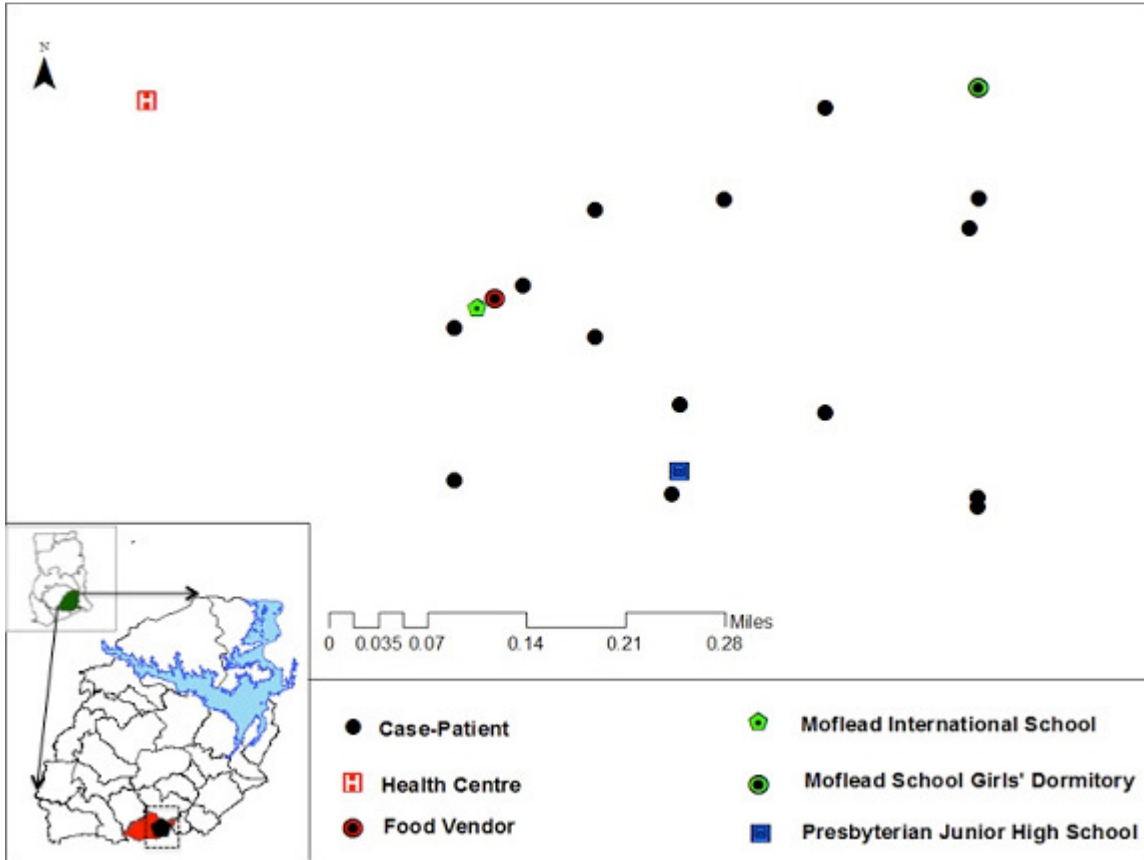 N
H
Miles
0 0.035 0.07 0.14 0.21 0.28
Case-Patient
H Health Centre
Food Vendor
Moflead International School
Moflead School Girls' Dormitory
Presbyterian Junior High School